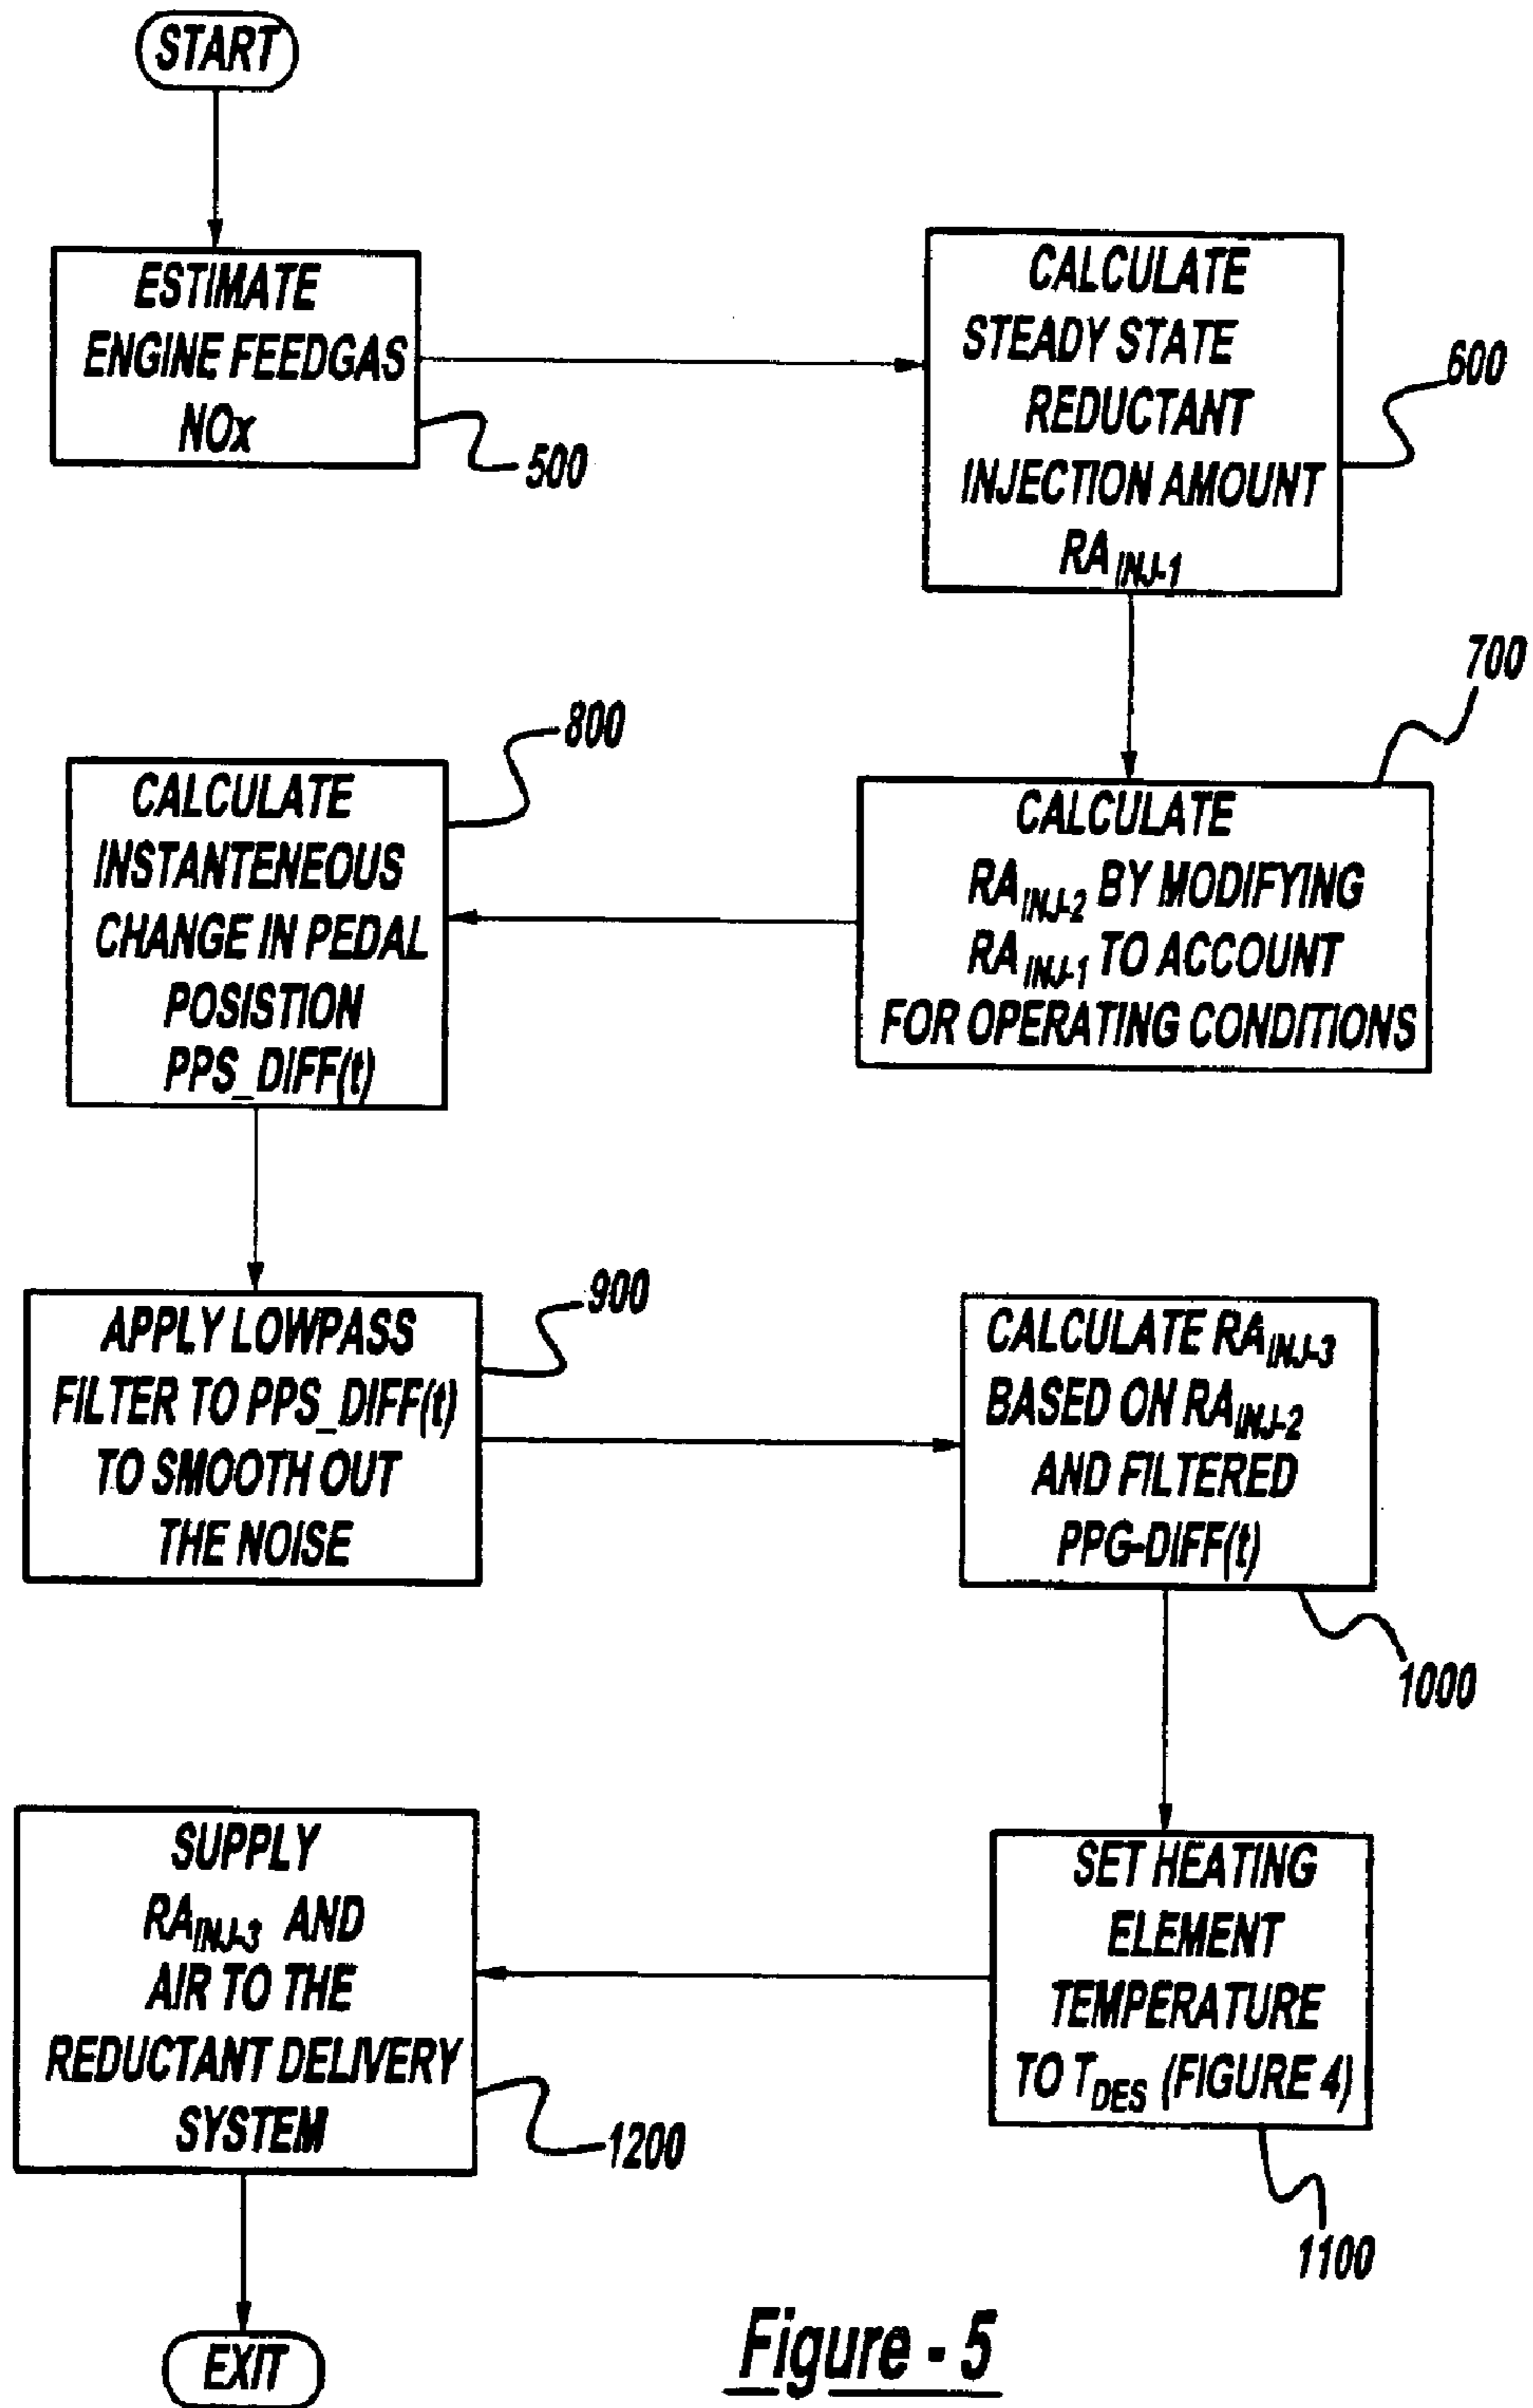 START
ESTIMATE
ENGINE FEEDGAS
NOx
500
CALCULATE
STEADY STATE
REDUCTANT
INJECTION AMOUNT
RA INJ-1
600
700
CALCULATE
RA INJ-2 BY MODIFYING
RA INJ-1 TO ACCOUNT
FOR OPERATING CONDITIONS
800
CALCULATE
INSTANTENEOUS
CHANGE IN PEDAL
POSISTION
PPS_DIFF(t)
900
APPLY LOWPASS
FILTER TO PPS_DIFF(t)
TO SMOOTH OUT
THE NOISE
CALCULATE RA INJ-3
BASED ON RA INJ-2
AND FILTERED
PPG-DIFF(t)
1000
SET HEATING
ELEMENT
TEMPERATURE
TO T DES (FIGURE 4)
1100
SUPPLY
RA INJ-3 AND
AIR TO THE
REDUCTANT DELIVERY
SYSTEM
1200
EXIT
Figure - 5